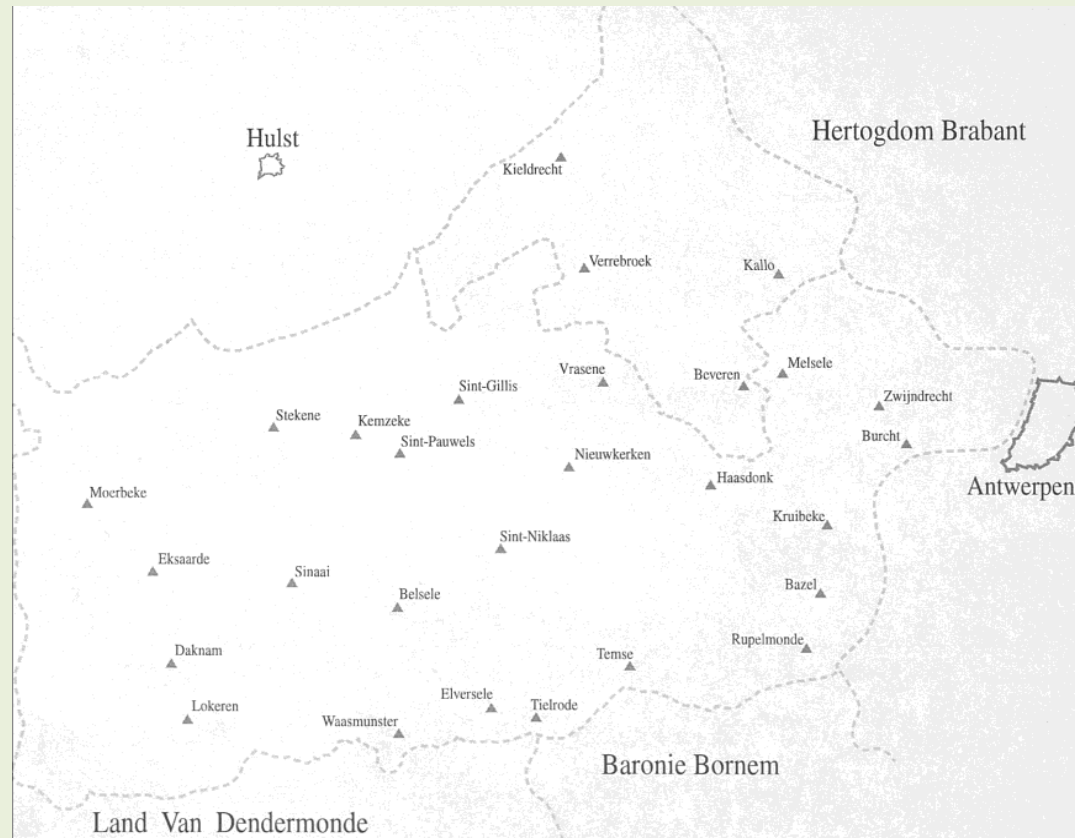 Hulst
Hertogdom Brabant
Kieldrecht
Verrebroek
Kallo
Vrasene
Beveren
Melsele
Sint-Gillis
Zwijndrecht
Stekene
Kemzeke
Sint-Pauwels
Burcht
Nieuwkerken
Haasdonk
Antwerpen
Moerbeke
Kruibeke
Sint-Niklaas
Eksaarde
Sinaai
Bazel
Belsele
Rupelmonde
Daknam
Temse
Elversele
Tielrode
Lokeren
Waasmunster
Baronie Bornem
Land Van Dendermonde